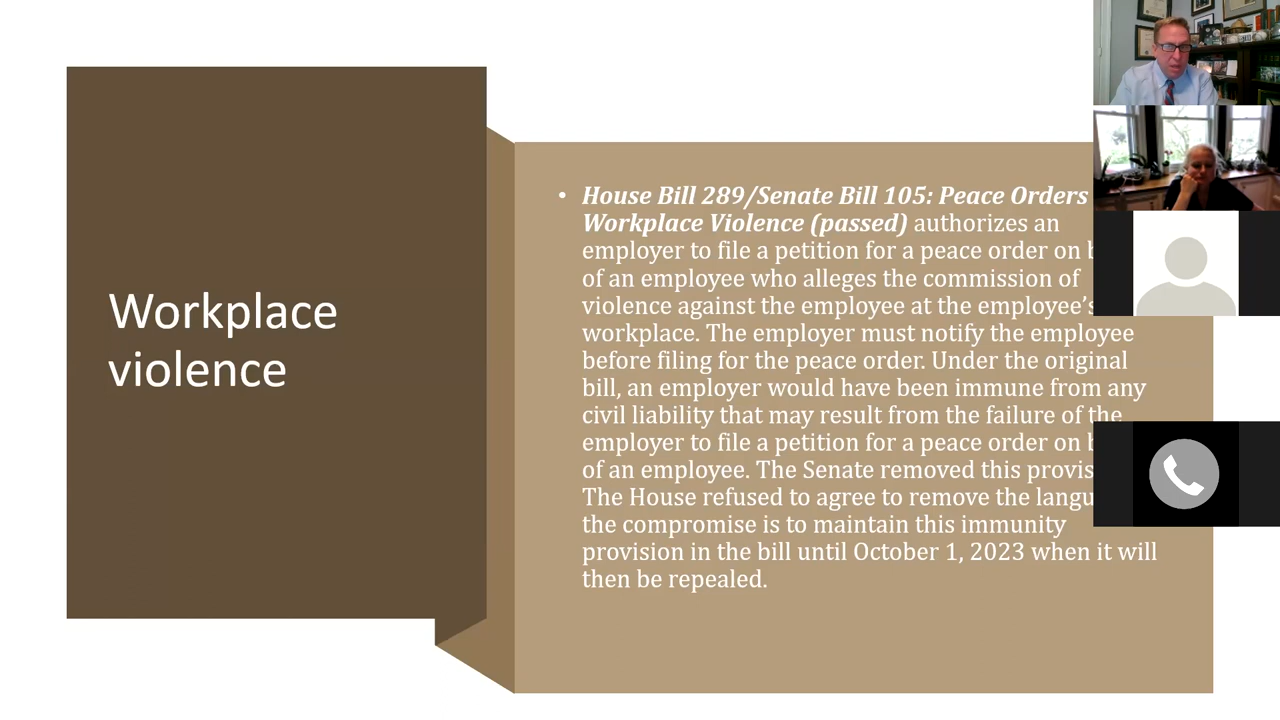 Workplace
violence
• House Bill 289/Senate Bill 105: Peace Orders
Workplace Violence (passed) authorizes an
employer to file a petition for a peace order on
of an employee who alleges the commission of
violence against the employee at the employee's
workplace. The employer must notify the employee
before filing for the peace order. Under the original
bill, an employer would have been immune from any
civil liability that may result from the failure of the
employer to file a petition for a peace order on
of an employee. The Senate removed this
The House refused to agree to remove the
the compromise is to maintain this immunity
provision in the bill until October 1, 2023 when it will
then be repealed.